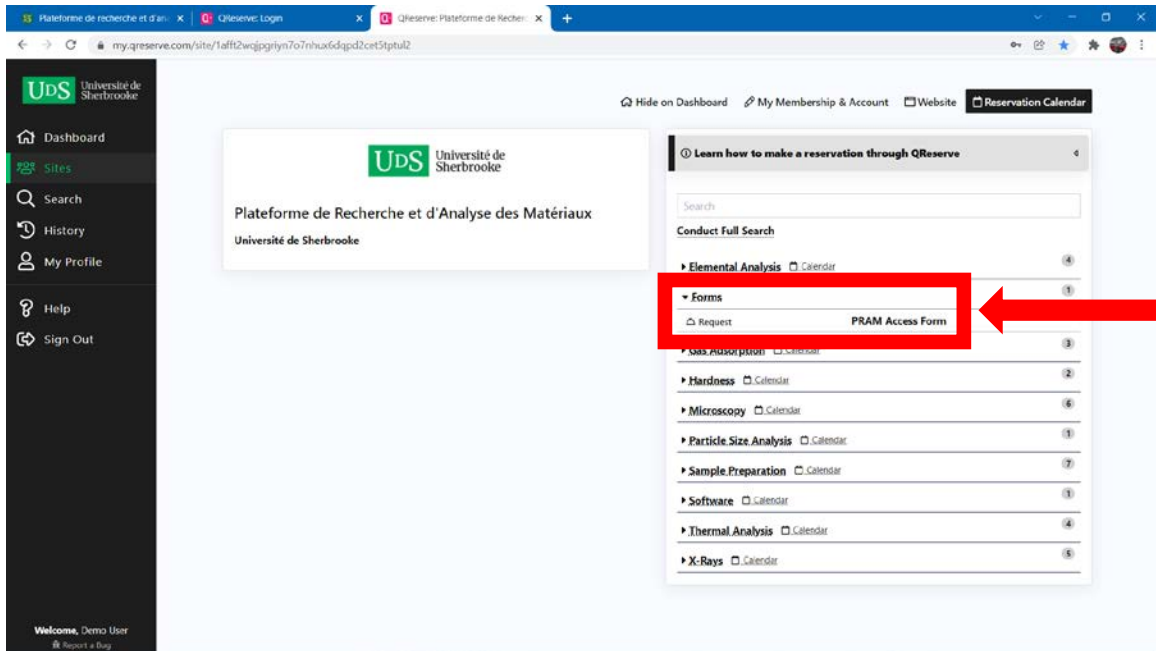 Plateforme de recherche et d'an
QReserve: Login
QReserve: Plateforme de Recher
my.qreserve.com/site/1afft2wqjpgriyn7o7nhux6dqpd2cet5tptul2
UDS Université de
Sherbrooke
Dashboard
Sites
Search
History
My Profile
Help
Sign Out
Welcome, Demo User
Report a Bug
Hide on Dashboard My Membership & Account Website Reservation Calendar
UDS Université de
Sherbrooke
Plateforme de Recherche et d'Analyse des Matériaux
Université de Sherbrooke
Learn how to make a reservation through QReserve
Search
Conduct Full Search
Elemental Analysis Calendar 4
Forms 1
Request PRAM Access Form
Gas Adsorption Calendar 3
Hardness Calendar 2
Microscopy Calendar 6
Particle Size Analysis Calendar 1
Sample Preparation Calendar 7
Software Calendar 1
Thermal Analysis Calendar 4
X-Rays Calendar 5